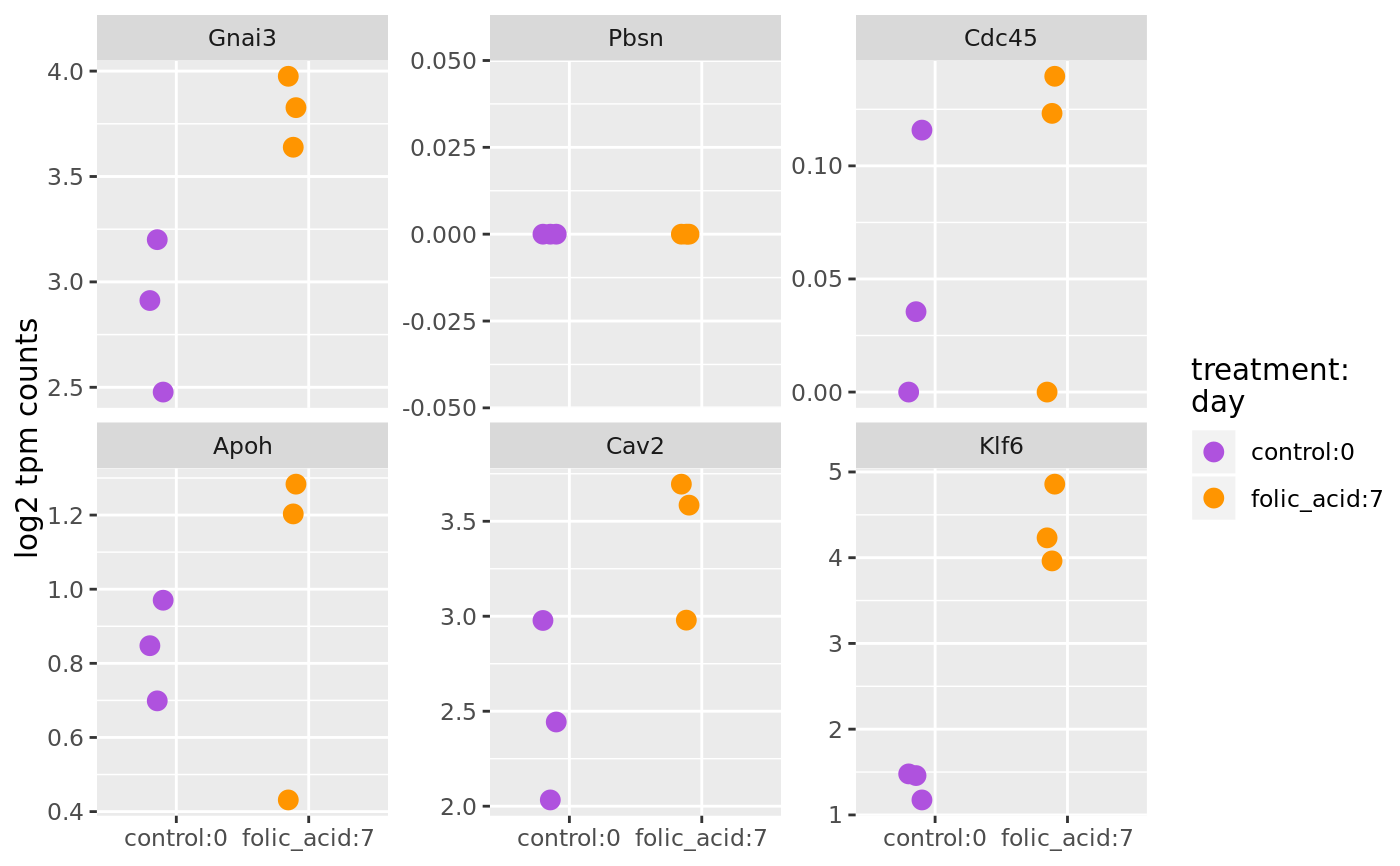 Gnai3
Pbsn
Cdc45
4.0
3.5
3.0
2.5
0.050
0.025
0.000
-0.025
-0.050
0.10
0.05
0.00
Apoh
Cav2
Klf6
1.2
1.0
0.8
0.6
0.4
3.5
3.0
2.5
2.0
5
4
3
2
1
control:0 folic_acid:7
control:0 folic_acid:7
control:0 folic_acid:7
log2 tpm counts
treatment:
day
control:0
folic_acid:7